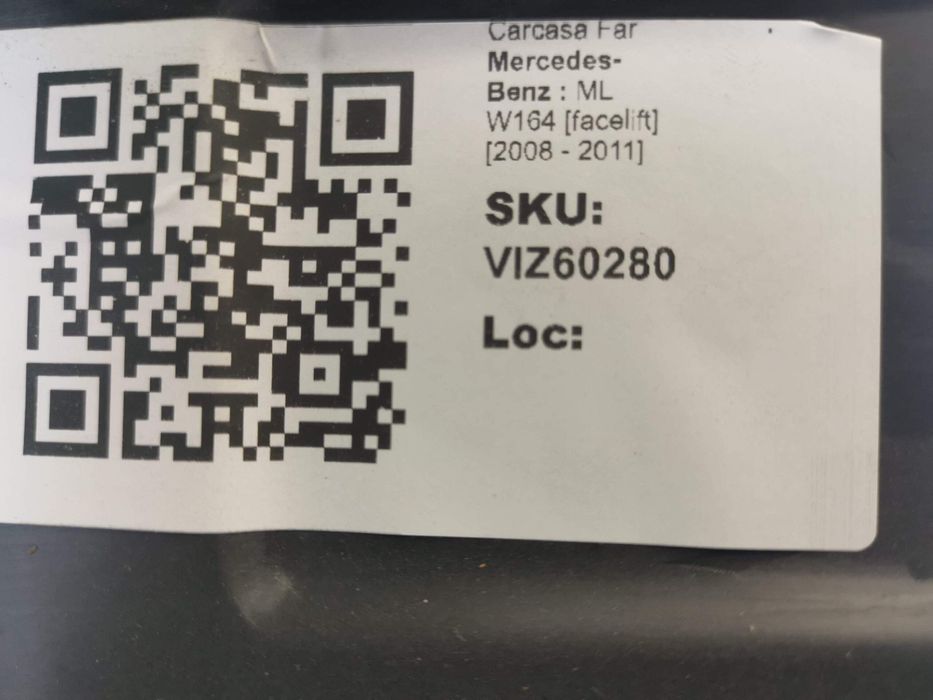 Carcasa Far
Mercedes-
Benz : ML
W164 [facelift]
[2008 - 2011]
SKU:
VIZ60280
Loc: